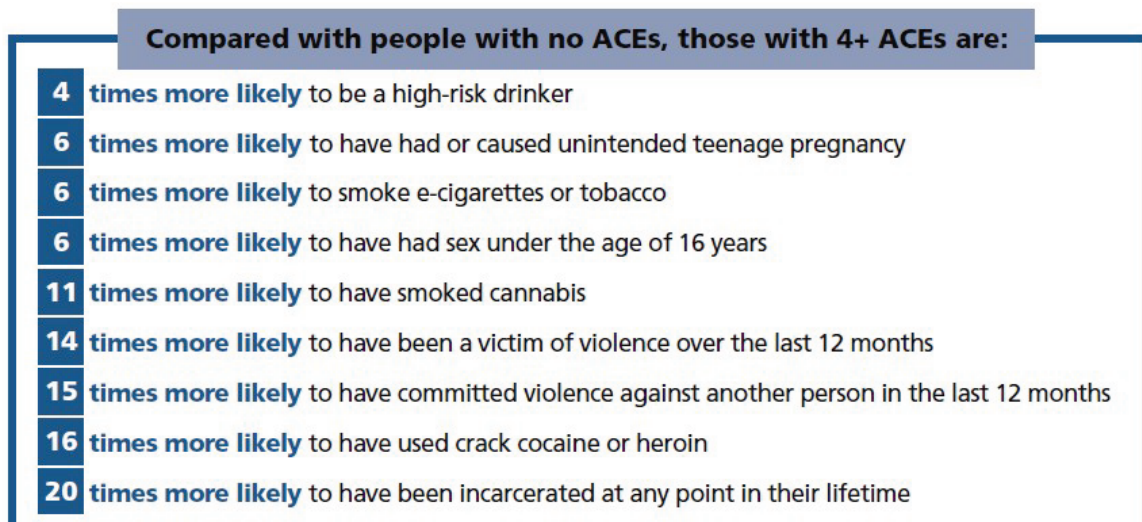 Compared with people with no ACEs, those with 4+ ACEs are:
4 times more likely to be a high-risk drinker
6 times more likely to have had or caused unintended teenage pregnancy
6 times more likely to smoke e-cigarettes or tobacco
6 times more likely to have had sex under the age of 16 years
11 times more likely to have smoked cannabis
14 times more likely to have been a victim of violence over the last 12 months
15 times more likely to have committed violence against another person in the last 12 months
16 times more likely to have used crack cocaine or heroin
20 times more likely to have been incarcerated at any point in their lifetime